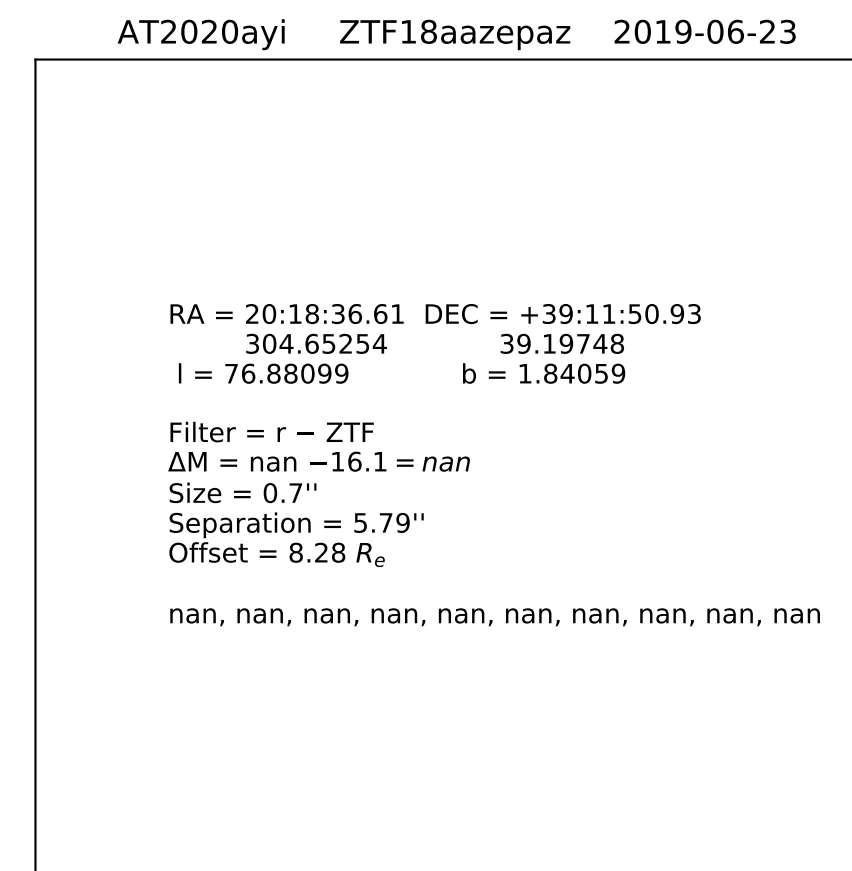 AT2020ayi ZTF18aazepaz 2019-06-23
RA = 20:18:36.61 DEC = +39:11:50.93
304.65254 39.19748
l = 76.88099 b = 1.84059
Filter = r − ZTF
ΔM = nan −16.1 = nan
Size = 0.7''
Separation = 5.79''
Offset = 8.28 Re
nan, nan, nan, nan, nan, nan, nan, nan, nan, nan